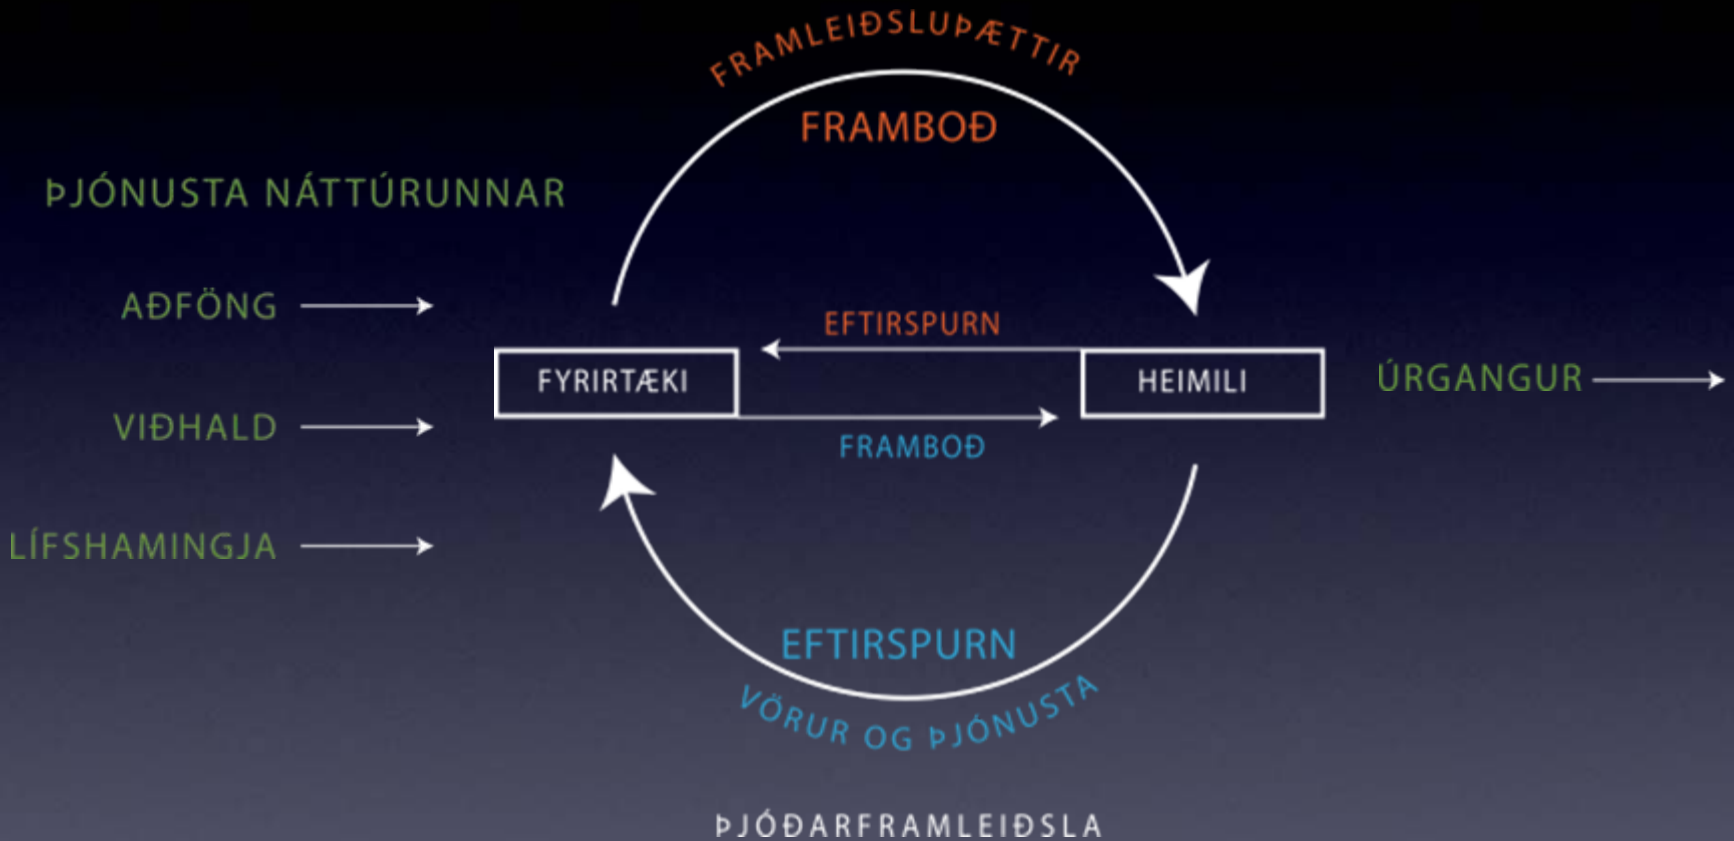 FRAMLEIÐSLUÞÆTTIR
FRAMBOÐ
ÞJÓNUSTA NÁTTÚRUNNAR
AÐFÖNG
EFTIRSPURN
FYRIRTÆKI
HEIMILI
ÚRGANGUR
VIÐHALD
FRAMBOÐ
LÍFSHAMINGJA
EFTIRSPURN
VÖRUR OG ÞJÓNUSTA
ÞJÓÐARFRAMLEIÐSLA